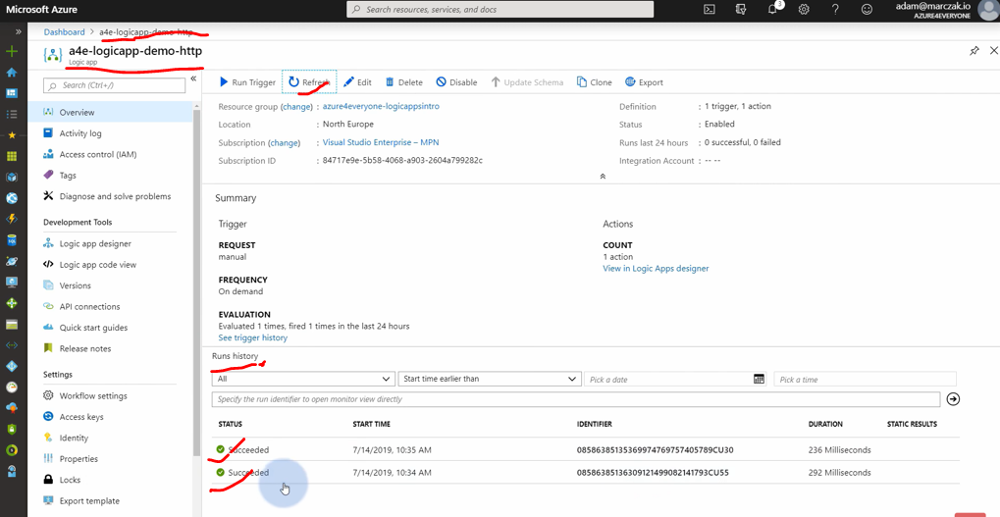 Microsoft Azure
Search resources, services, and docs
3
adam@marczak.io
AZURE4EVERYONE
Dashboard > a4e-logicapp-demo-http
a4e-logicapp-demo-http
Logic app
Search (Ctrl+/)
Run Trigger Refresh Edit Delete Disable Update Schema Clone Export
Overview
Activity log
Access control (IAM)
Tags
Diagnose and solve problems
Development Tools
Logic app designer
Logic app code view
Versions
API connections
Quick start guides
Release notes
Settings
Workflow settings
Access keys
Identity
Properties
Locks
Export template
Resource group (change) : azure4everyone-logicappsintro
Location : North Europe
Subscription (change) : Visual Studio Enterprise – MPN
Subscription ID : 84717e9e-5b58-4068-a903-2604a799282c
Definition : 1 trigger, 1 action
Status : Enabled
Runs last 24 hours : 0 successful, 0 failed
Integration Account : -- --
Summary
Trigger
REQUEST
manual
FREQUENCY
On demand
EVALUATION
Evaluated 1 times, fired 1 times in the last 24 hours
See trigger history
Actions
COUNT
1 action
View in Logic Apps designer
Runs history
All Start time earlier than Pick a date Pick a time
Specify the run identifier to open monitor view directly
STATUS START TIME IDENTIFIER DURATION STATIC RESULTS
Succeeded 7/14/2019, 10:35 AM 08586385135369974769757405789CU30 236 Milliseconds
Succeeded 7/14/2019, 10:34 AM 08586385136309121499082141793CU55 292 Milliseconds